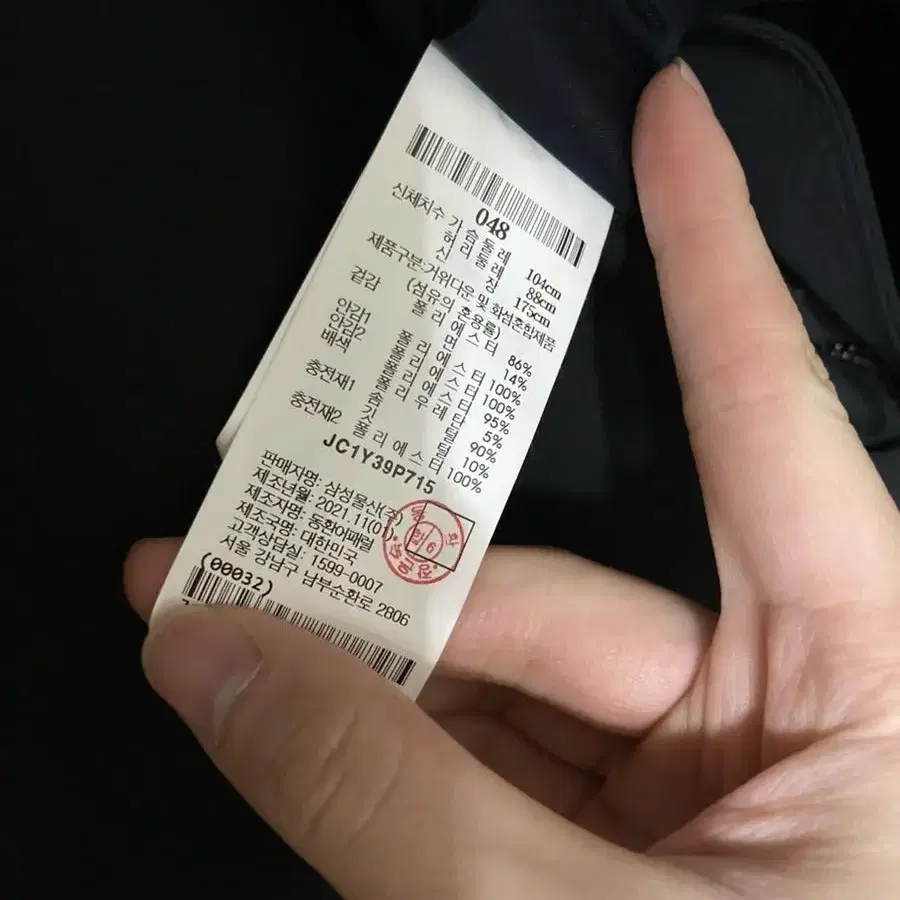 048
신체치수 가슴둘레 104cm
허리둘레 88cm
신장 175cm
제품구분:거위다운 및 화섬혼합제품
(섬유의 혼용률)
겉감 폴리에스터 86%
면 14%
안감1 폴리에스터 100%
안감2 폴리에스터 100%
배색 폴리에스터 95%
폴리우레탄 5%
충전재1 솜털 90%
깃털 10%
충전재2 폴리에스터 100%
JC1Y39P715
판매자명: 삼성물산(주)
제조년월: 2021.11(01)
제조자명: 동화어패럴
제조국명: 대한민국
고객상담실: 1599-0007
서울 강남구 남부순환로 2806
(00032)